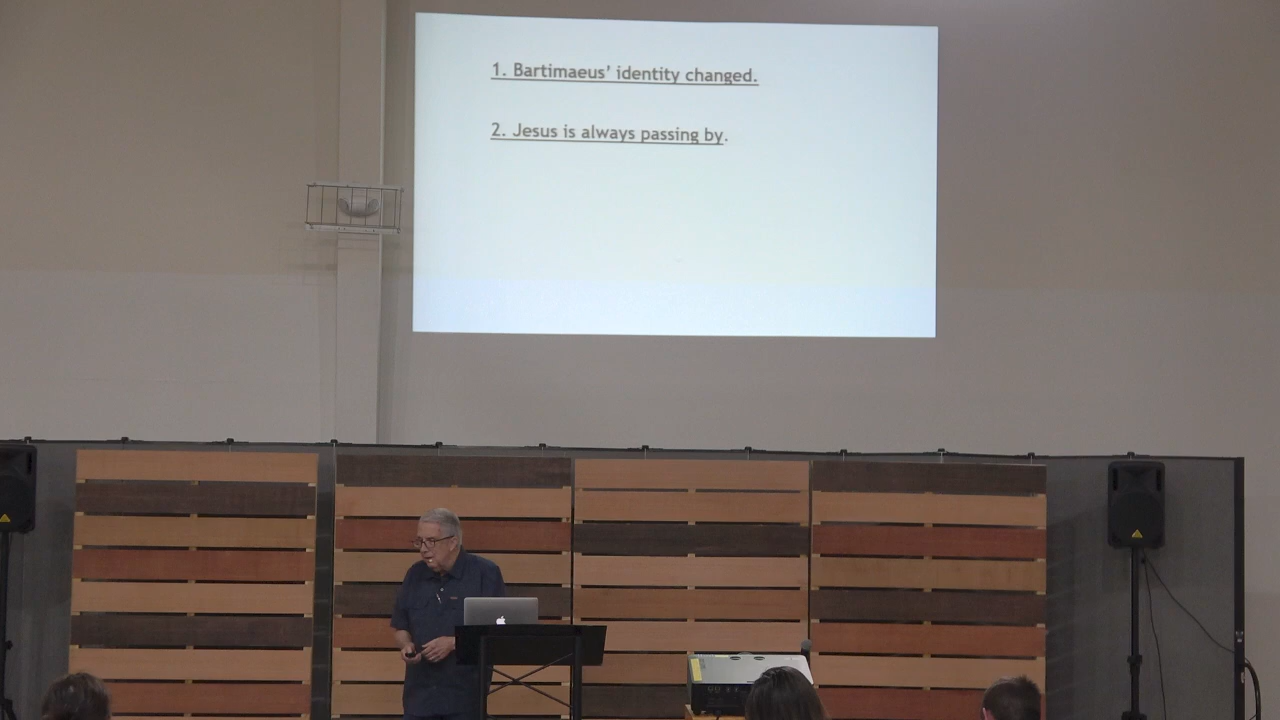 1. Bartimaeus’ identity changed.
2. Jesus is always passing by.